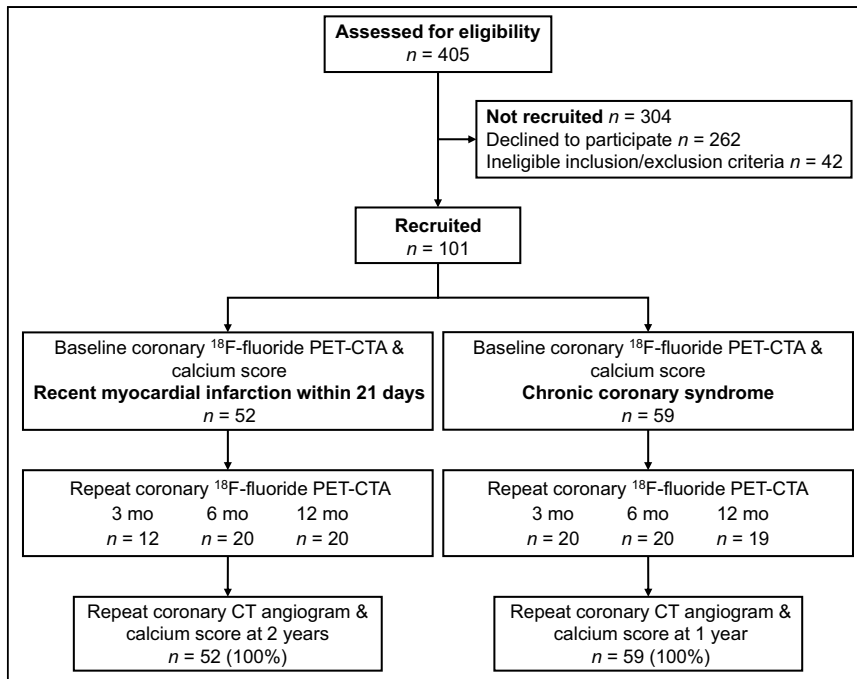 Assessed for eligibility
n = 405
Not recruited n = 304
Declined to participate n = 262
Ineligible inclusion/exclusion criteria n = 42
Recruited
n = 101
Baseline coronary ¹⁸F-fluoride PET-CTA &
calcium score
Recent myocardial infarction within 21 days
n = 52
Baseline coronary ¹⁸F-fluoride PET-CTA &
calcium score
Chronic coronary syndrome
n = 59
Repeat coronary ¹⁸F-fluoride PET-CTA
3 mo 6 mo 12 mo
n = 12 n = 20 n = 20
Repeat coronary ¹⁸F-fluoride PET-CTA
3 mo 6 mo 12 mo
n = 20 n = 20 n = 19
Repeat coronary CT angiogram &
calcium score at 2 years
n = 52 (100%)
Repeat coronary CT angiogram &
calcium score at 1 year
n = 59 (100%)